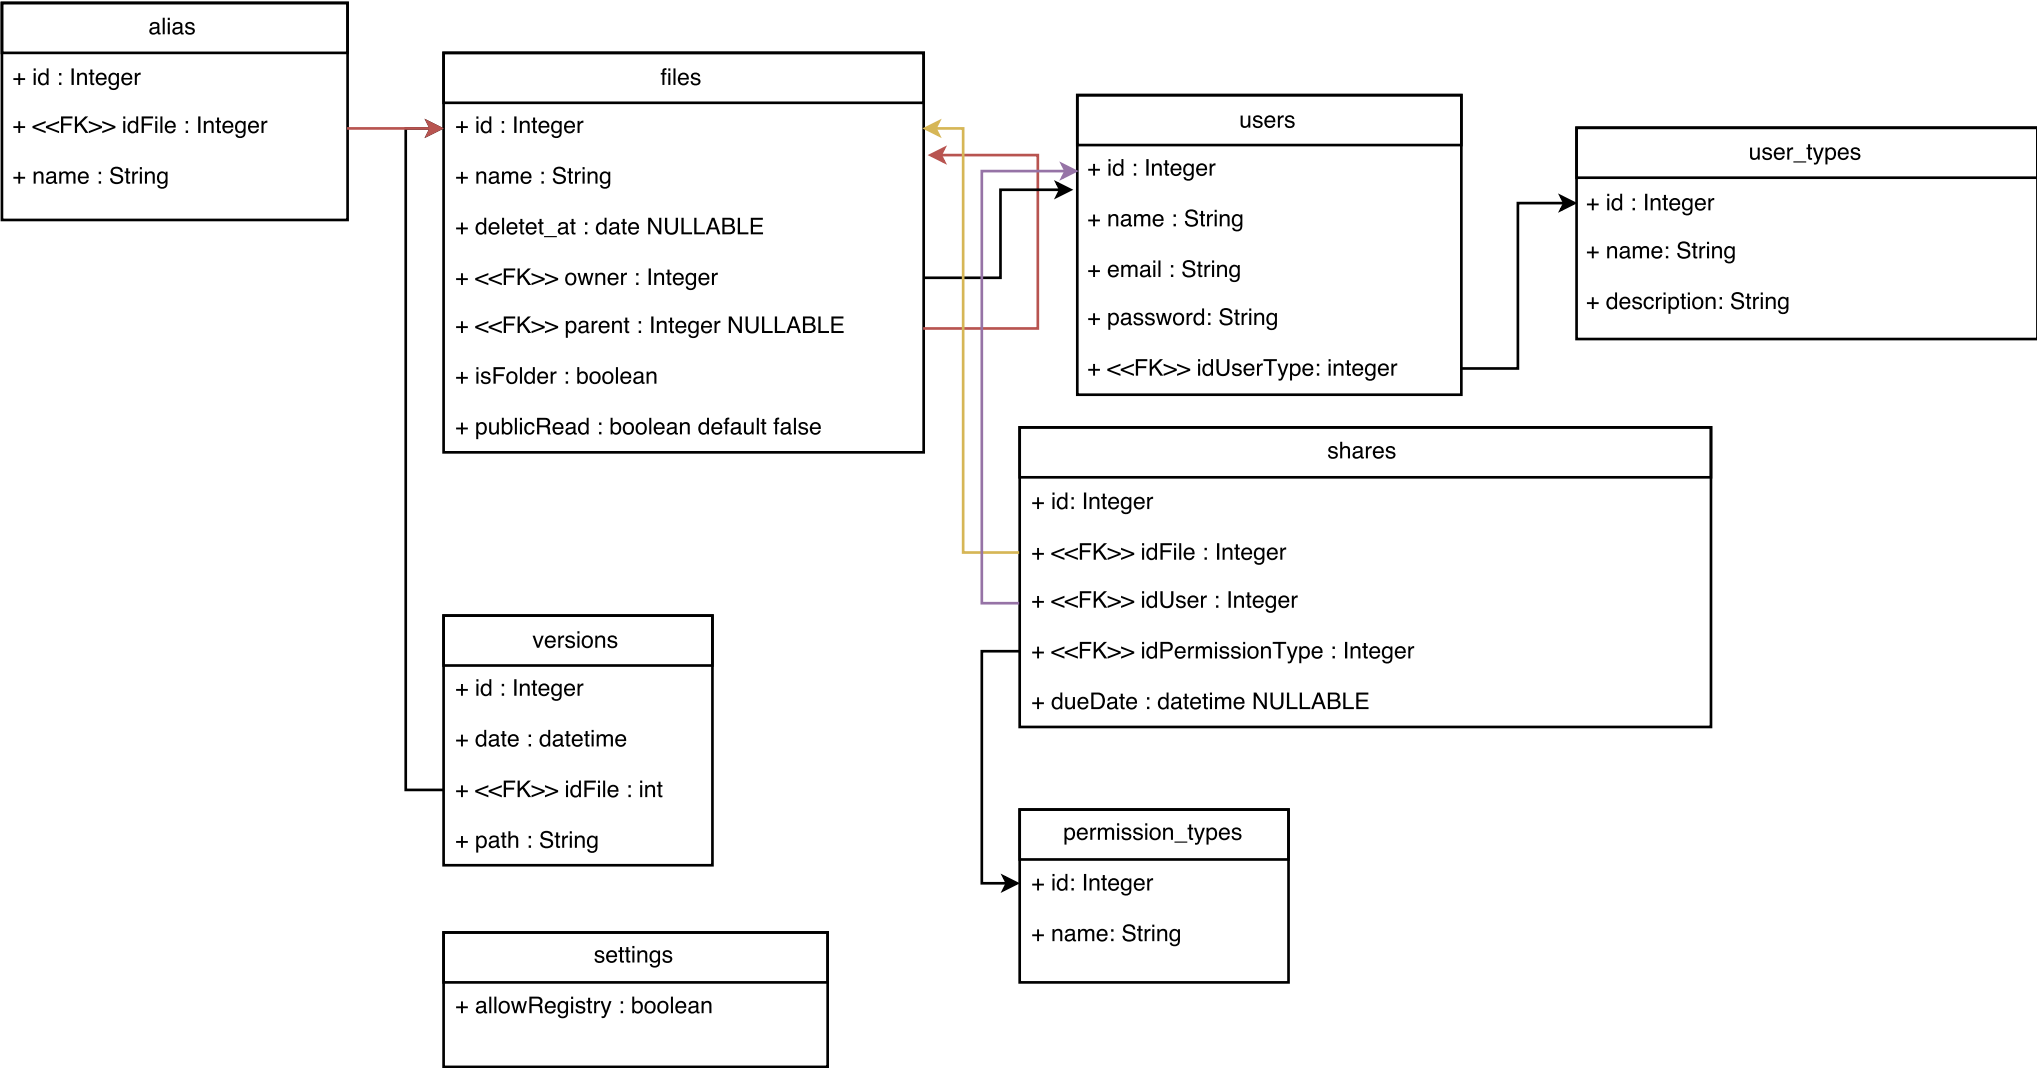 alias
+ id : Integer
+ <<FK>> idFile : Integer
+ name : String
files
+ id : Integer
+ name : String
+ deletet_at : date NULLABLE
+ <<FK>> owner : Integer
+ <<FK>> parent : Integer NULLABLE
+ isFolder : boolean
+ publicRead : boolean default false
users
+ id : Integer
+ name : String
+ email : String
+ password: String
+ <<FK>> idUserType: integer
user_types
+ id : Integer
+ name: String
+ description: String
shares
+ id: Integer
+ <<FK>> idFile : Integer
+ <<FK>> idUser : Integer
+ <<FK>> idPermissionType : Integer
+ dueDate : datetime NULLABLE
versions
+ id : Integer
+ date : datetime
+ <<FK>> idFile : int
+ path : String
permission_types
+ id: Integer
+ name: String
settings
+ allowRegistry : boolean